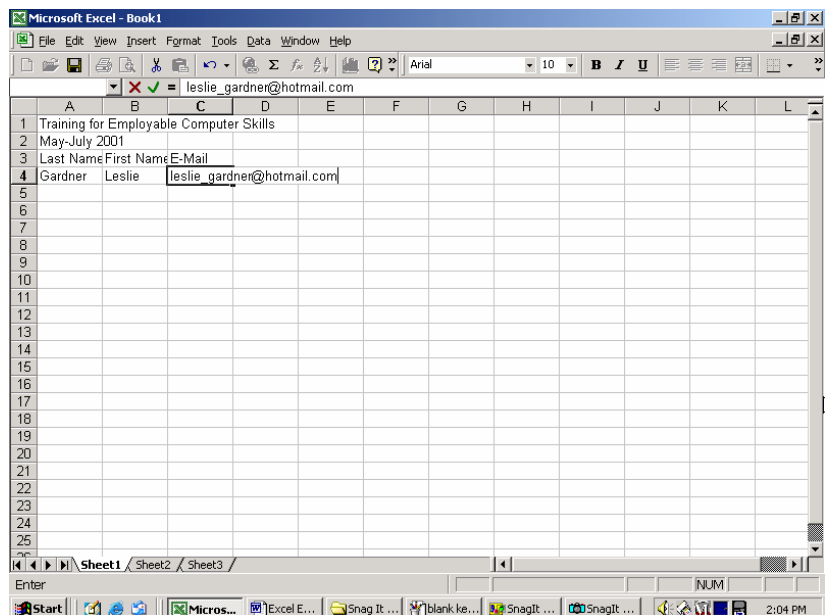 Microsoft Excel - Book1
File Edit View Insert Format Tools Data Window Help
Arial 10 B I U
= leslie_gardner@hotmail.com
A B C D E F G H I J K L
1 Training for Employable Computer Skills
2 May-July 2001
3 Last Name First Name E-Mail
4 Gardner Leslie leslie_gardner@hotmail.com
5
6
7
8
9
10
11
12
13
14
15
16
17
18
19
20
21
22
23
24
25
Sheet1 Sheet2 Sheet3
Enter NUM
Start Micros... Excel E... Snag It ... blank ke... SnagIt ... SnagIt ... 2:04 PM